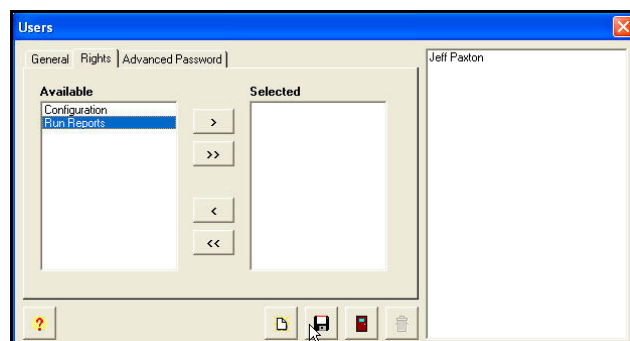 Users
General Rights Advanced Password
Jeff Paxton
Available Selected
Configuration
Run Reports
>
>>
<
<<
?